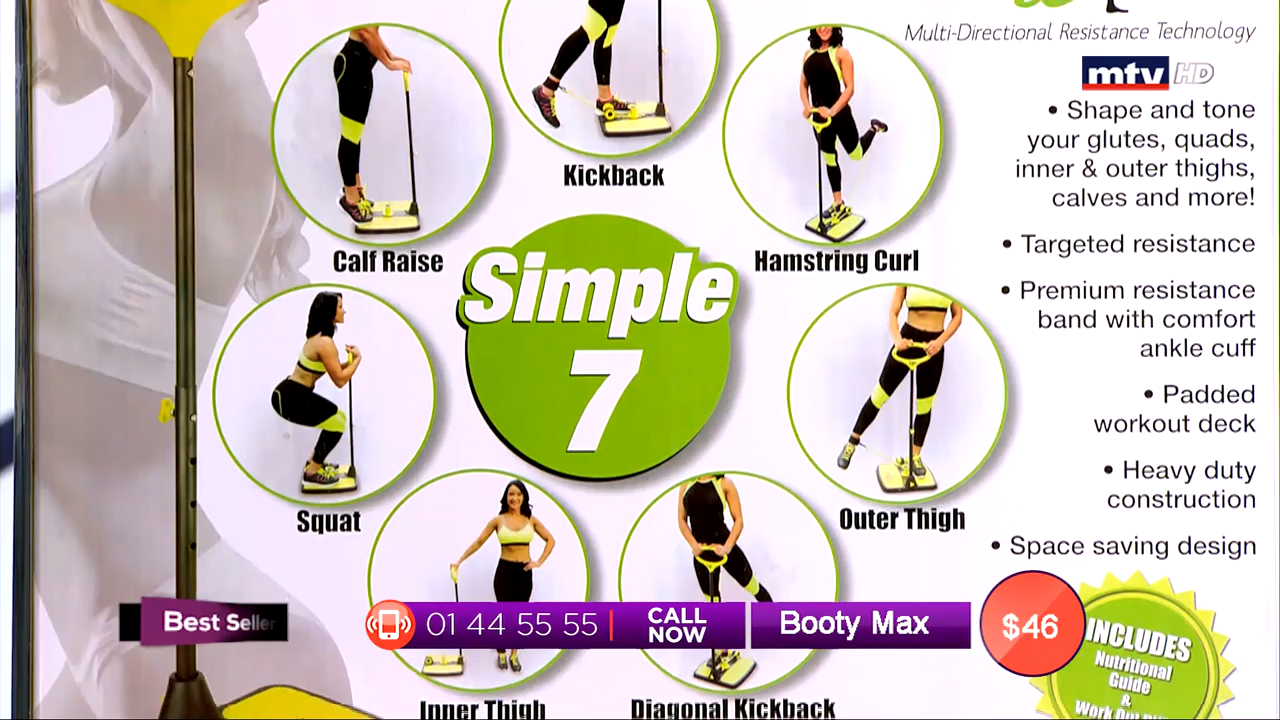 Multi-Directional Resistance Technology
mtv HD
• Shape and tone
your glutes, quads,
inner & outer thighs,
calves and more!
• Targeted resistance
• Premium resistance
band with comfort
ankle cuff
• Padded
workout deck
• Heavy duty
construction
• Space saving design
Kickback
Calf Raise
Hamstring Curl
Simple
7
Squat
Outer Thigh
Inner Thigh
Diagonal Kickback
Best Seller
01 44 55 55
CALL
NOW
Booty Max
$46
INCLUDES
Nutritional
Guide
&
Work Out